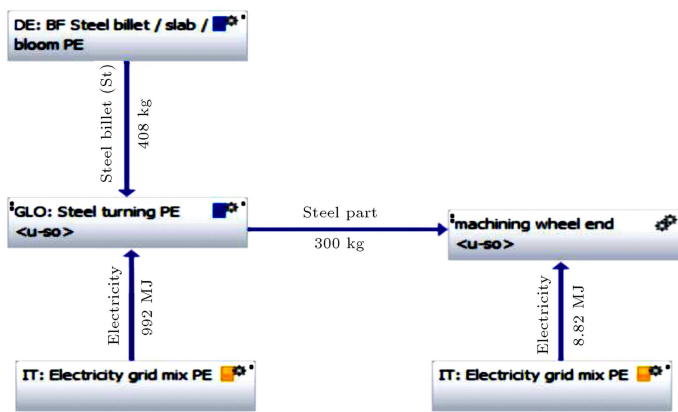 DE: BF Steel billet / slab /
bloom PE
Steel billet (St)
408 kg
GLO: Steel turning PE
<u-so>
Steel part
300 kg
machining wheel end
<u-so>
Electricity
992 MJ
Electricity
8.82 MJ
IT: Electricity grid mix PE
IT: Electricity grid mix PE